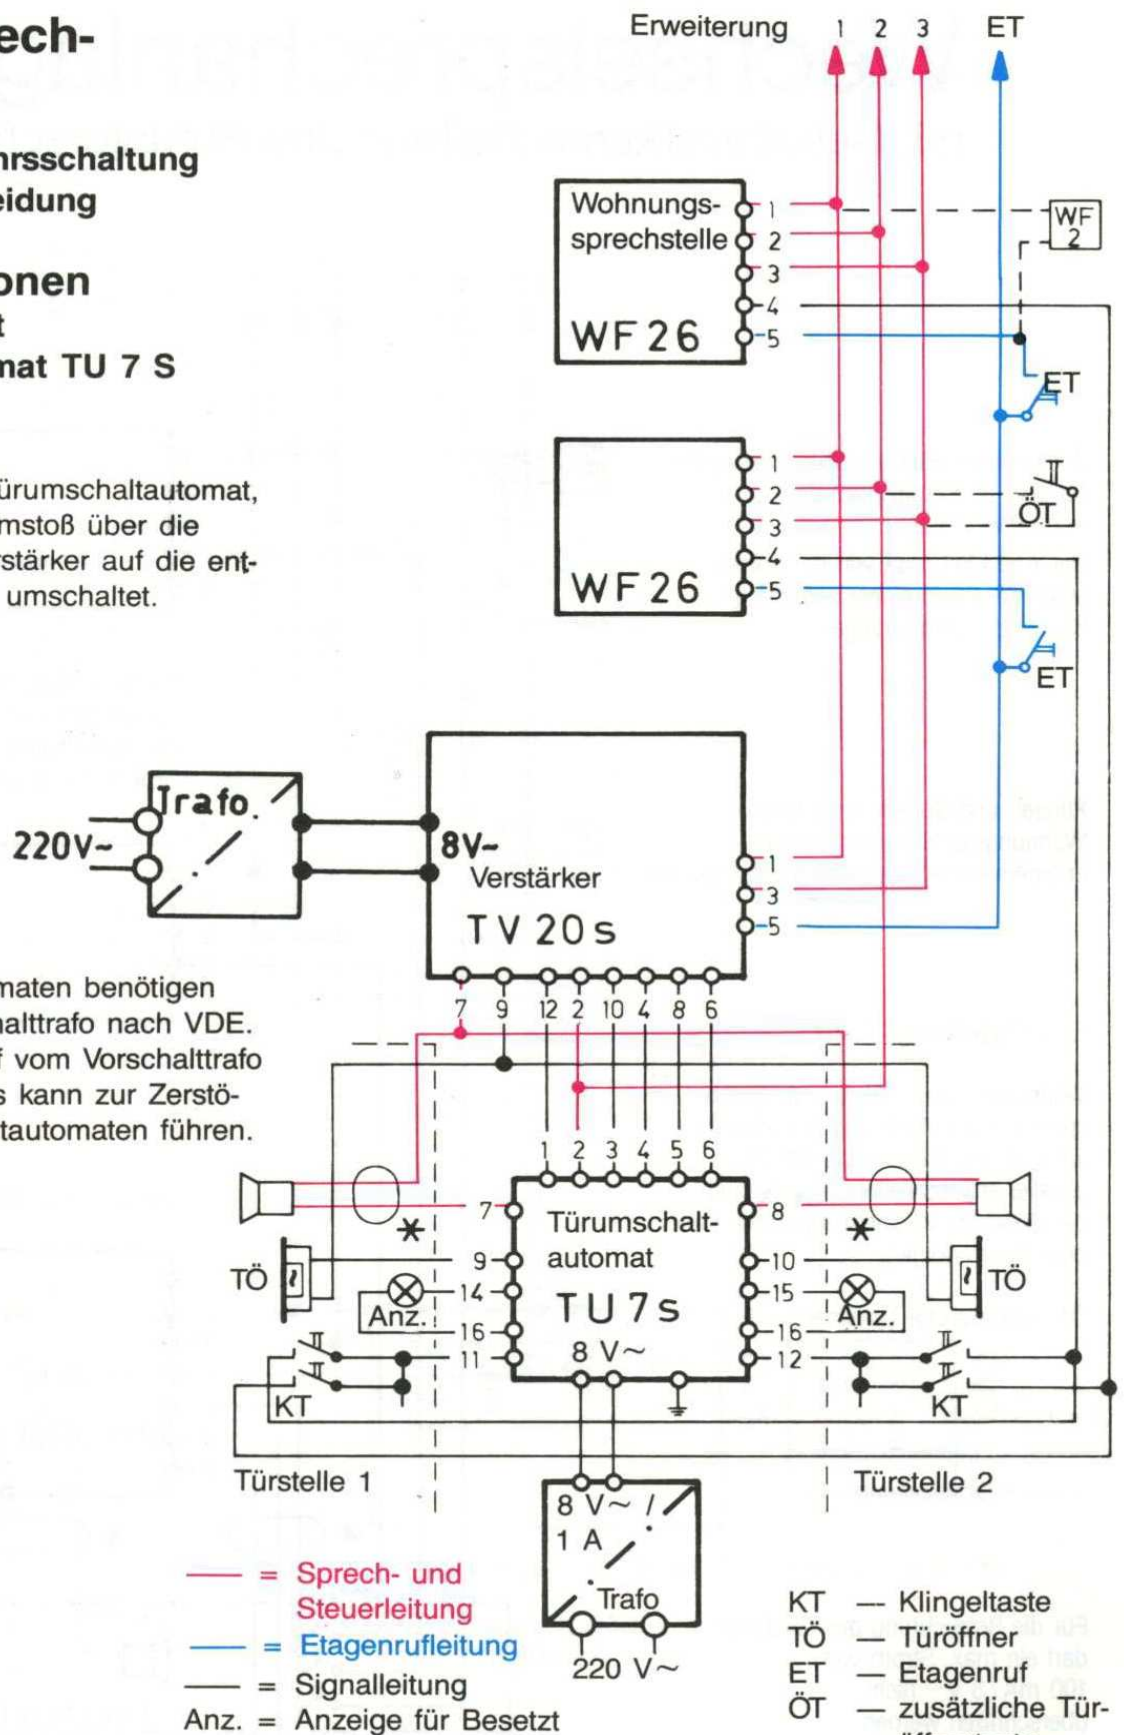 ech-
Erweiterung 1 2 3 ET
hrsschaltung
eidung
onen
t
mat TU 7 S
Wohnungs-
sprechstelle
WF 26
1
2
3
4
5
WF
2
ET
ürumschaltautomat,
mstoß über die
rstärker auf die ent-
umschaltet.
WF 26
1
2
3
4
5
ÖT
ET
Trafo.
220V~
8V~
Verstärker
TV 20s
1
3
5
7 9 12 2 10 4 8 6
maten benötigen
halttrafo nach VDE.
f vom Vorschalttrafo
s kann zur Zerstö-
tautomaten führen.
1 2 3 4 5 6
Türumschalt-
automat
TU 7s
8 V~
7
9
14
16
11
8
10
15
16
12
*
*
TÖ
TÖ
Anz.
Anz.
KT
KT
Türstelle 1
Türstelle 2
8 V~ /
1 A
Trafo
220 V~
= Sprech- und
Steuerleitung
= Etagenrufleitung
= Signalleitung
Anz. = Anzeige für Besetzt
KT — Klingeltaste
TÖ — Türöffner
ET — Etagenruf
ÖT — zusätzliche Tür-